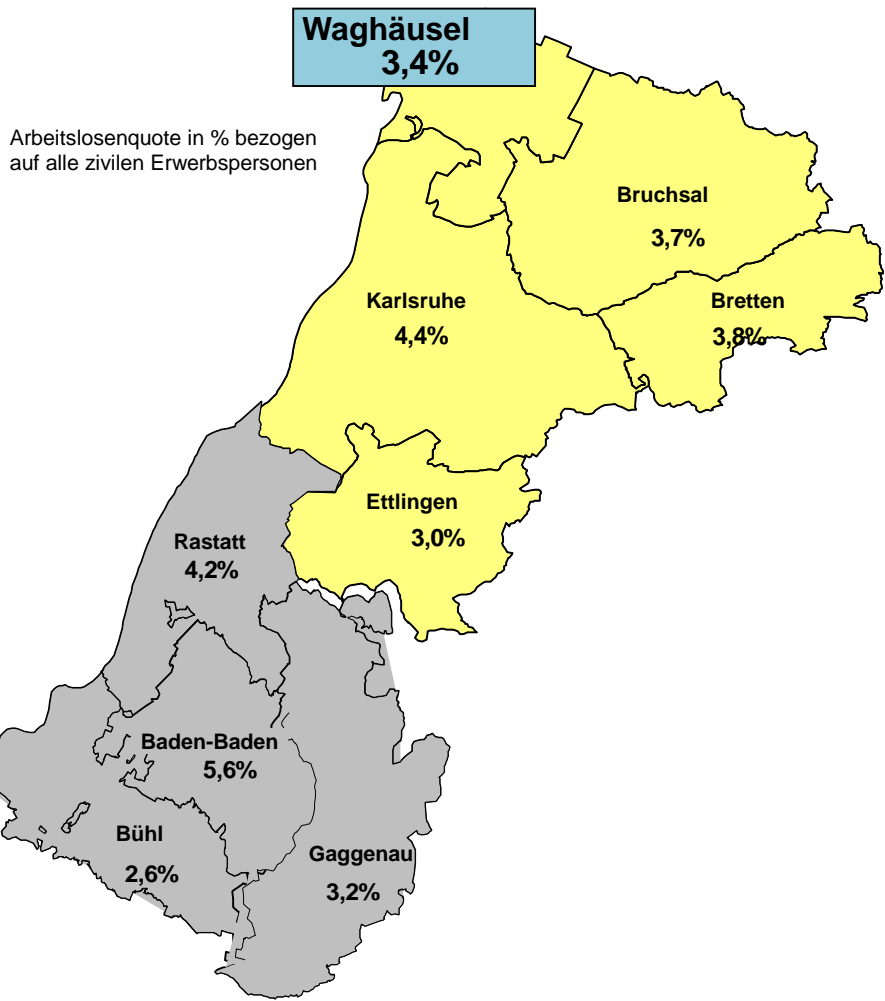 Waghäusel
3,4%
Arbeitslosenquote in % bezogen
auf alle zivilen Erwerbspersonen
Bruchsal
3,7%
Karlsruhe
4,4%
Bretten
3,8%
Ettlingen
3,0%
Rastatt
4,2%
Baden-Baden
5,6%
Bühl
2,6%
Gaggenau
3,2%